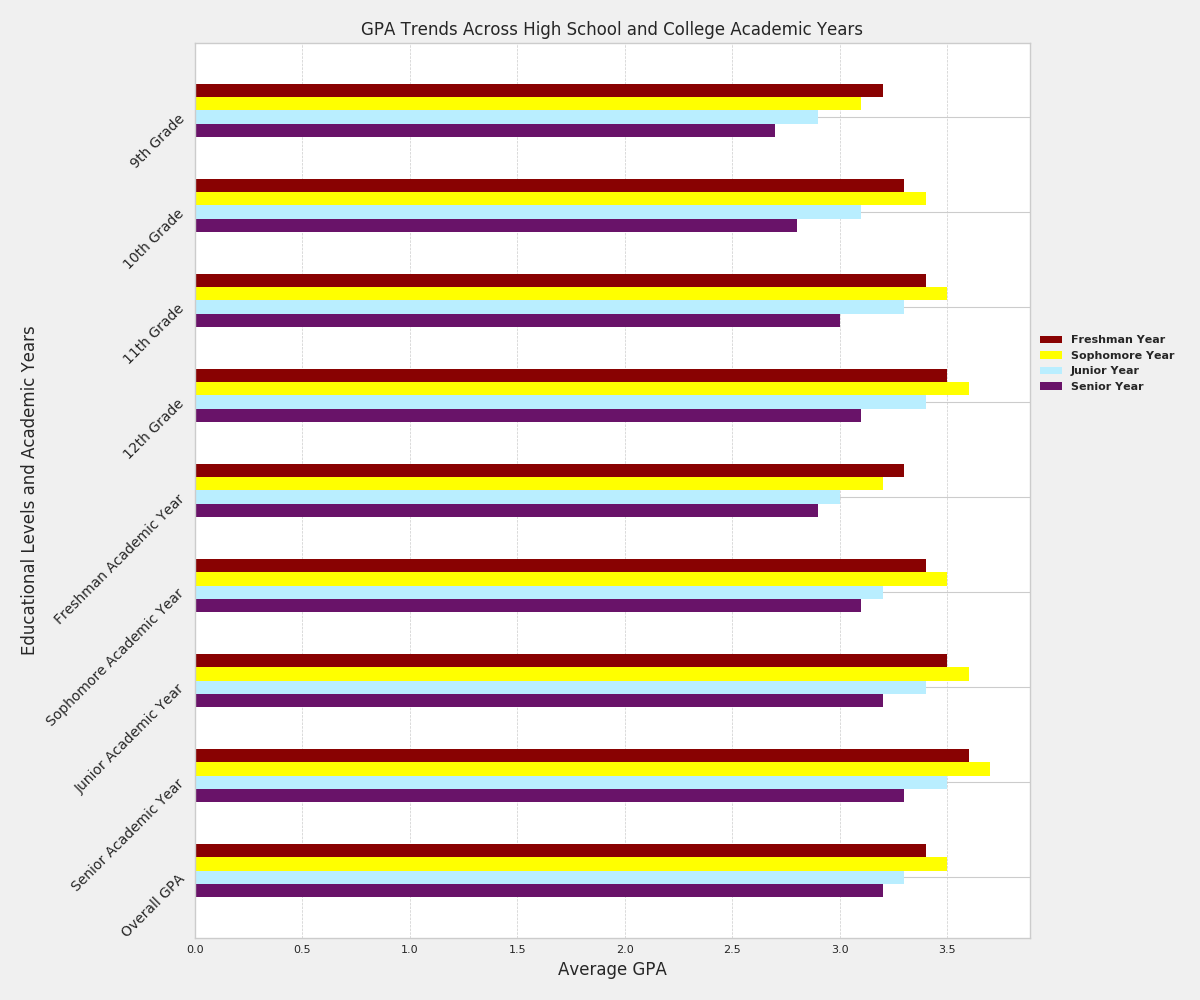 GPA Trends Across High School and College Academic Years
Educational Levels and Academic Years
9th Grade
10th Grade
11th Grade
12th Grade
Freshman Academic Year
Sophomore Academic Year
Junior Academic Year
Senior Academic Year
Overall GPA
0.0 0.5 1.0 1.5 2.0 2.5 3.0 3.5
Average GPA
Freshman Year
Sophomore Year
Junior Year
Senior Year